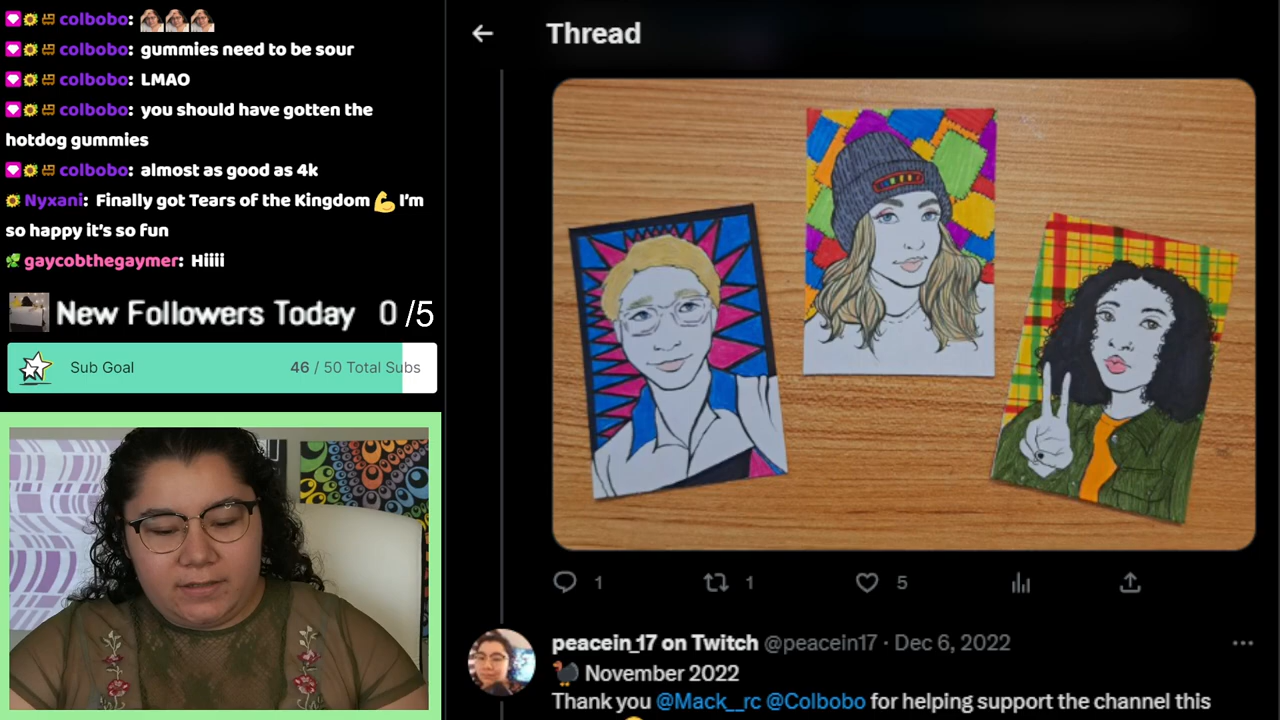 colbobo:
colbobo: gummies need to be sour
colbobo: LMAO
colbobo: you should have gotten the
hotdog gummies
colbobo: almost as good as 4k
Nyxani: Finally got Tears of the Kingdom 💪 I'm
so happy it's so fun
gaycobthegaymer: Hiiii
New Followers Today 0 /5
Sub Goal 46 / 50 Total Subs
Thread
1 1 5
peacein_17 on Twitch @peacein17 · Dec 6, 2022
🦃 November 2022
Thank you @Mack__rc @Colbobo for helping support the channel this